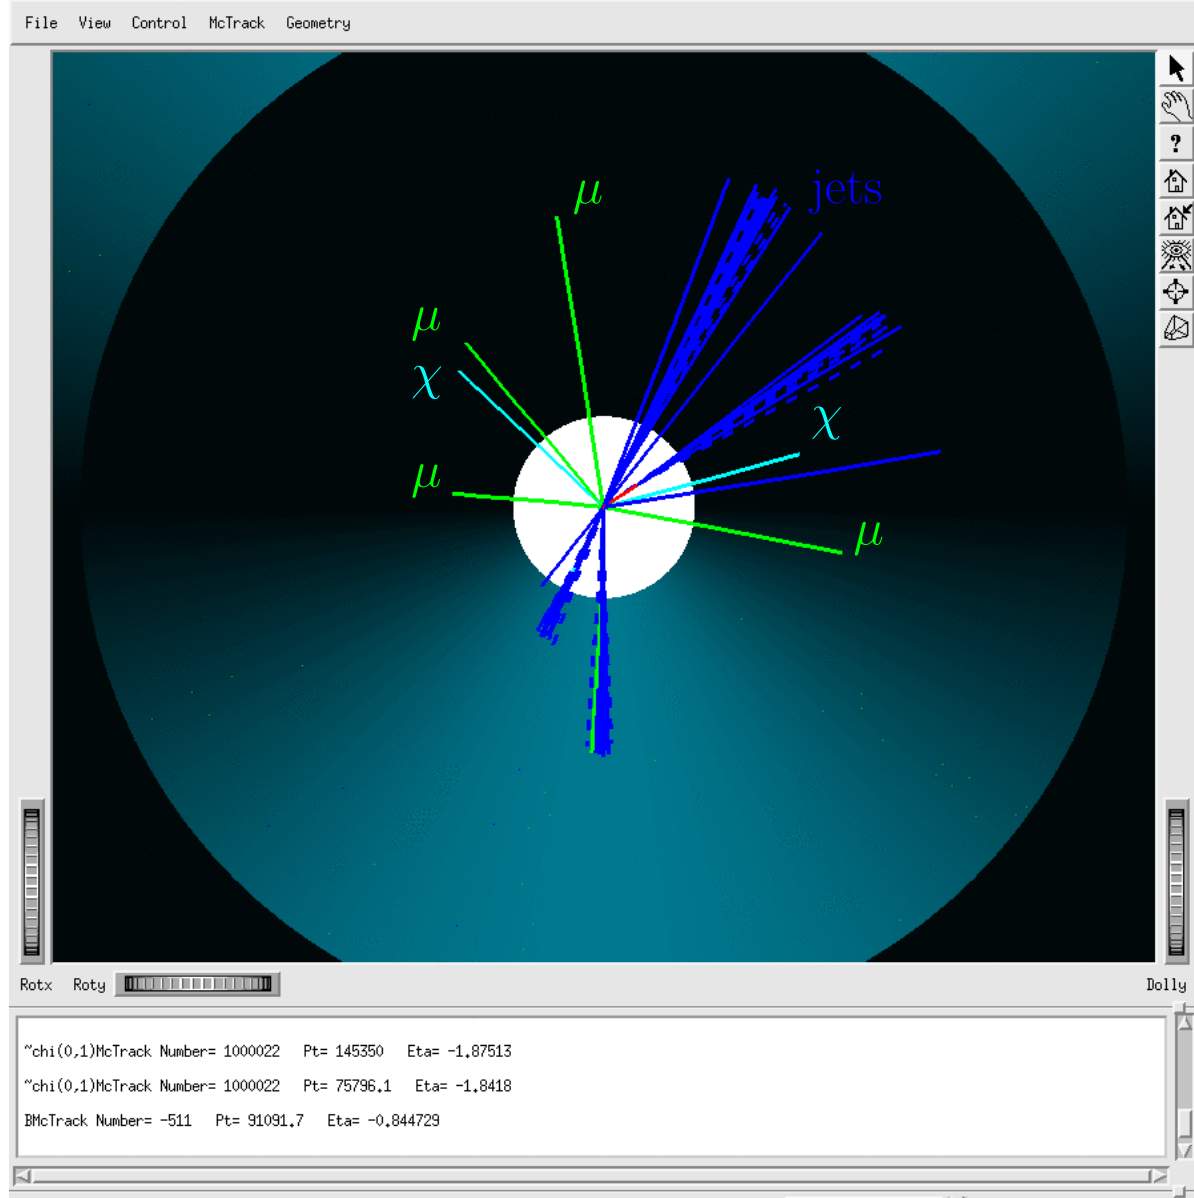 File View Control McTrack Geometry
?
μ
jets
μ
χ
χ
μ
μ
Rotx Roty
Dolly
~chi(0,1)McTrack Number= 1000022 Pt= 145350 Eta= -1.87513
~chi(0,1)McTrack Number= 1000022 Pt= 75796.1 Eta= -1.8418
BMcTrack Number= -511 Pt= 91091.7 Eta= -0.844729